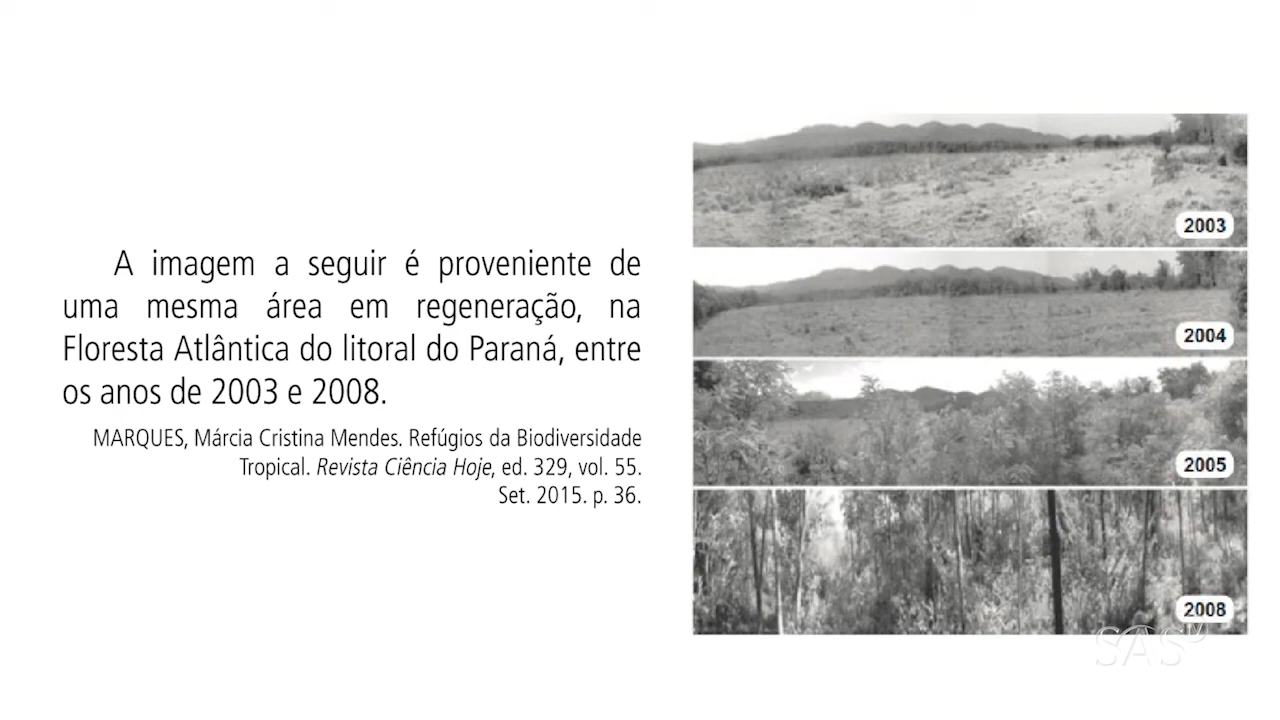 A imagem a seguir é proveniente de
uma mesma área em regeneração, na
Floresta Atlântica do litoral do Paraná, entre
os anos de 2003 e 2008.
MARQUES, Márcia Cristina Mendes. Refúgios da Biodiversidade
Tropical. Revista Ciência Hoje, ed. 329, vol. 55.
Set. 2015. p. 36.
2003
2004
2005
2008
SAS